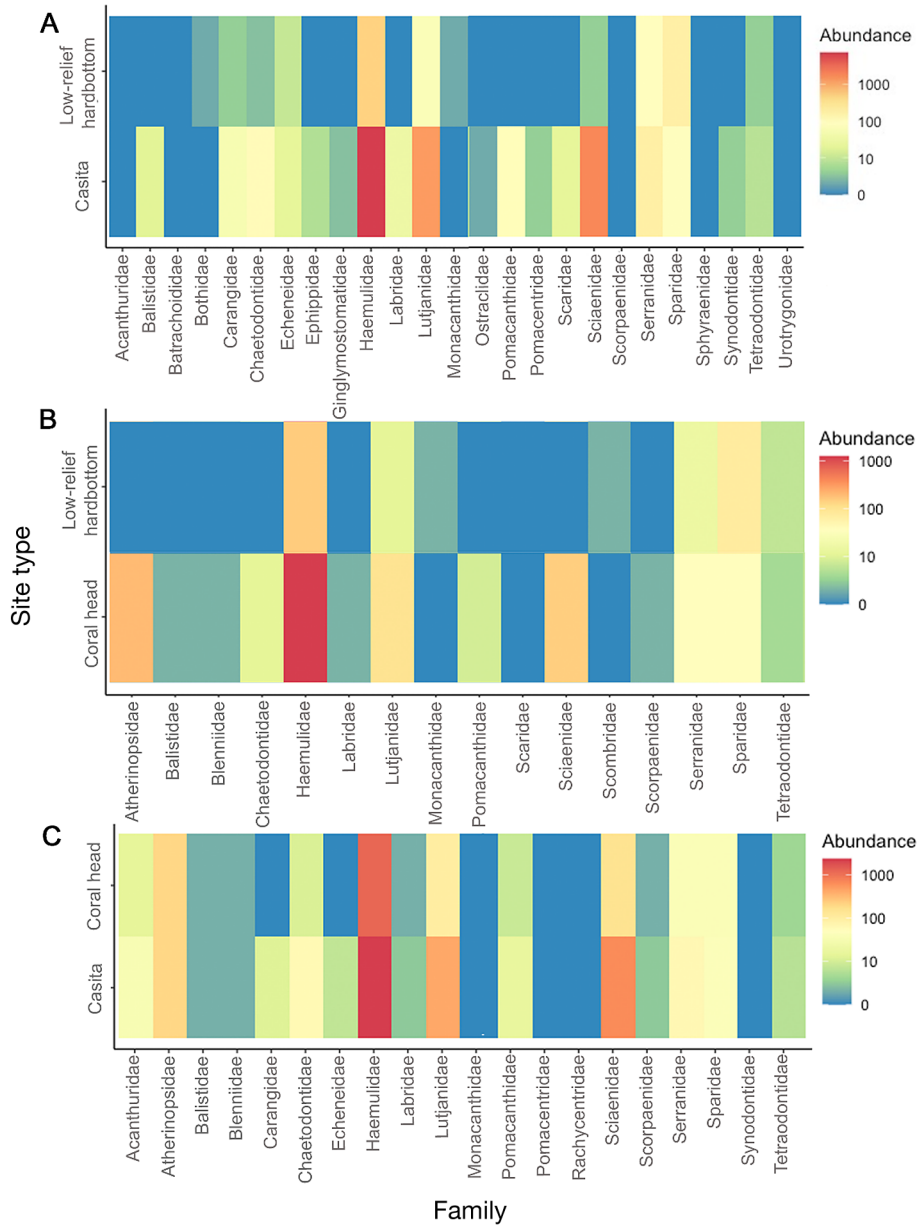 A
Low-relief
hardbottom
Casita
Abundance
1000
100
10
0
Acanthuridae
Balistidae
Batrachoididae
Bothidae
Carangidae
Chaetodontidae
Echeneidae
Ephippidae
Ginglymostomatidae
Haemulidae
Labridae
Lutjanidae
Monacanthidae
Ostraciidae
Pomacanthidae
Pomacentridae
Scaridae
Sciaenidae
Scorpaenidae
Serranidae
Sparidae
Sphyraenidae
Synodontidae
Tetraodontidae
Urotrygonidae
B
Site type
Low-relief
hardbottom
Coral head
Abundance
1000
100
10
0
Atherinopsidae
Balistidae
Blenniidae
Chaetodontidae
Haemulidae
Labridae
Lutjanidae
Monacanthidae
Pomacanthidae
Scaridae
Sciaenidae
Scombridae
Scorpaenidae
Serranidae
Sparidae
Tetraodontidae
C
Coral head
Casita
Abundance
1000
100
10
0
Acanthuridae
Atherinopsidae
Balistidae
Blenniidae
Carangidae
Chaetodontidae
Echeneidae
Haemulidae
Labridae
Lutjanidae
Monacanthidae
Pomacanthidae
Pomacentridae
Rachycentridae
Sciaenidae
Scorpaenidae
Serranidae
Sparidae
Synodontidae
Tetraodontidae
Family